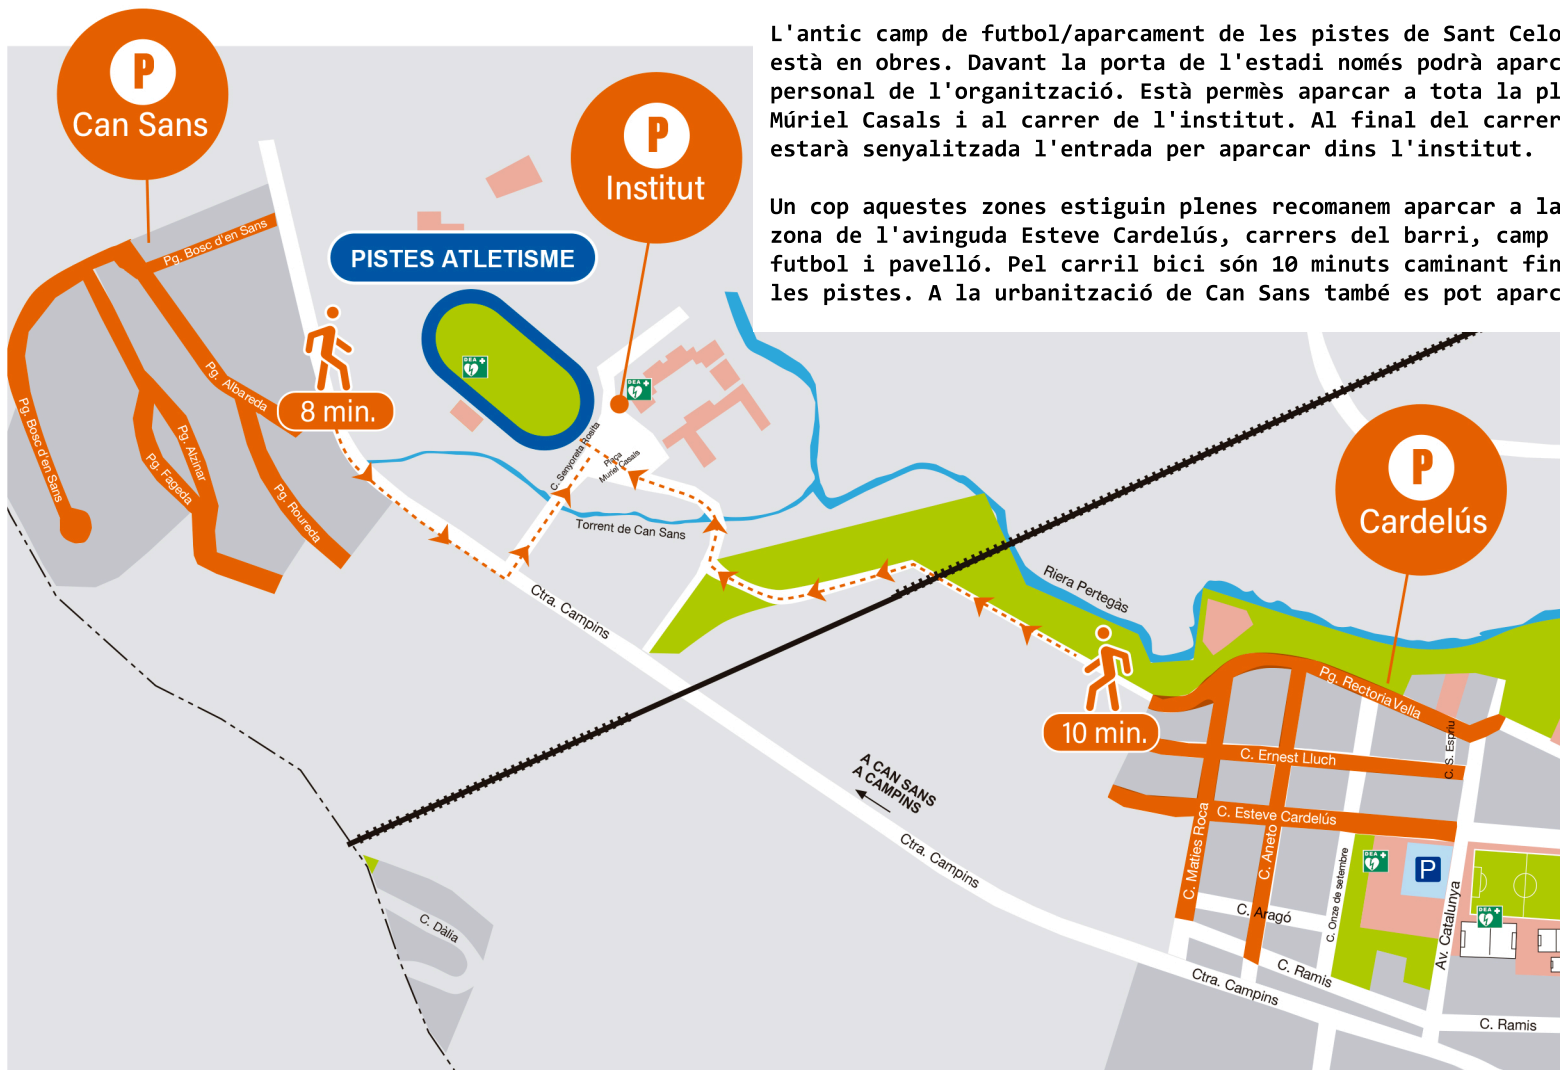 L'antic camp de futbol/aparcament de les pistes de Sant Celo
està en obres. Davant la porta de l'estadi només podrà aparc
personal de l'organització. Està permès aparcar a tota la pl
Múriel Casals i al carrer de l'institut. Al final del carrer
estarà senyalitzada l'entrada per aparcar dins l'institut.
Un cop aquestes zones estiguin plenes recomanem aparcar a la
zona de l'avinguda Esteve Cardelús, carrers del barri, camp
futbol i pavelló. Pel carril bici són 10 minuts caminant fin
les pistes. A la urbanització de Can Sans també es pot aparc
P
Can Sans
P
Institut
PISTES ATLETISME
Pg. Bosc d'en Sans
Pg. Albareda
8 min.
DEA
DEA
Pg. Bosc d'en Sans
Pg. Alzinar
Pg. Fageda
Pg. Roureda
C. Senyoreta Rosita
Plaça
Muriel Casals
Torrent de Can Sans
P
Cardelús
Ctra. Campins
Riera Pertegàs
10 min.
Pg. Rectoria Vella
C. S. Espriu
C. Ernest Lluch
A CAN SANS
A CAMPINS
C. Esteve Cardelús
C. Maties Roca
C. Aneto
C. Onze de setembre
DEA
P
Av. Catalunya
DEA
Ctra. Campins
C. Aragó
C. Dàlia
C. Ramis
Ctra. Campins
C. Ramis